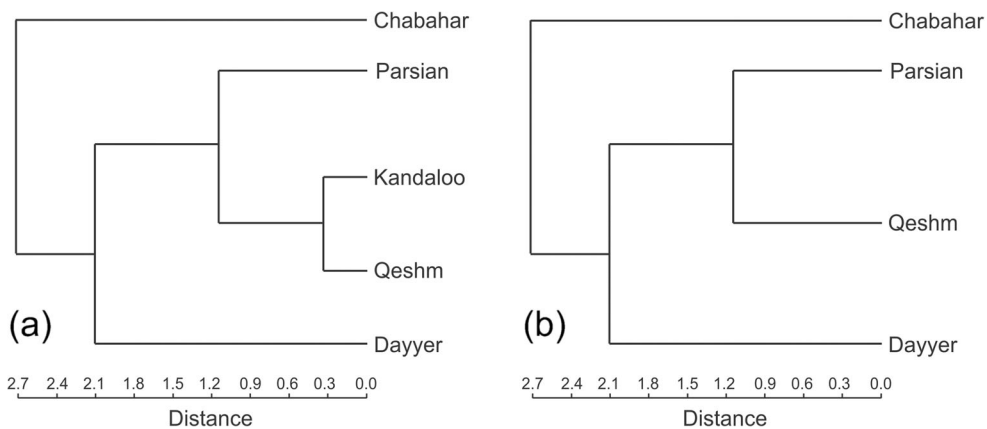 Chabahar
Parsian
Kandaloo
Qeshm
Dayyer
(a)
2.7 2.4 2.1 1.8 1.5 1.2 0.9 0.6 0.3 0.0
Distance
Chabahar
Parsian
Qeshm
Dayyer
(b)
2.7 2.4 2.1 1.8 1.5 1.2 0.9 0.6 0.3 0.0
Distance